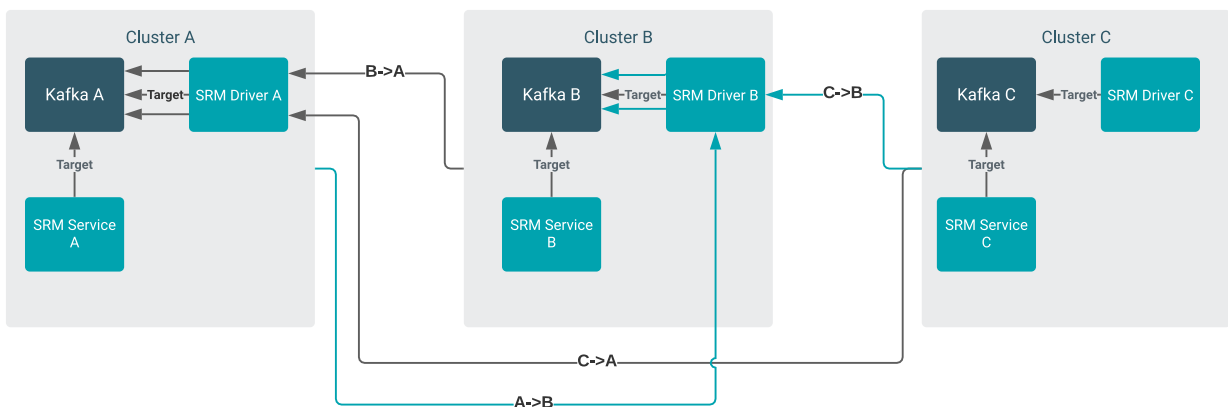 Cluster A
Cluster B
Cluster C
Kafka A
Target
SRM Driver A
B->A
Kafka B
Target
SRM Driver B
C->B
Kafka C
Target
SRM Driver C
Target
Target
Target
SRM Service
A
SRM Service
B
SRM Service
C
C->A
A->B